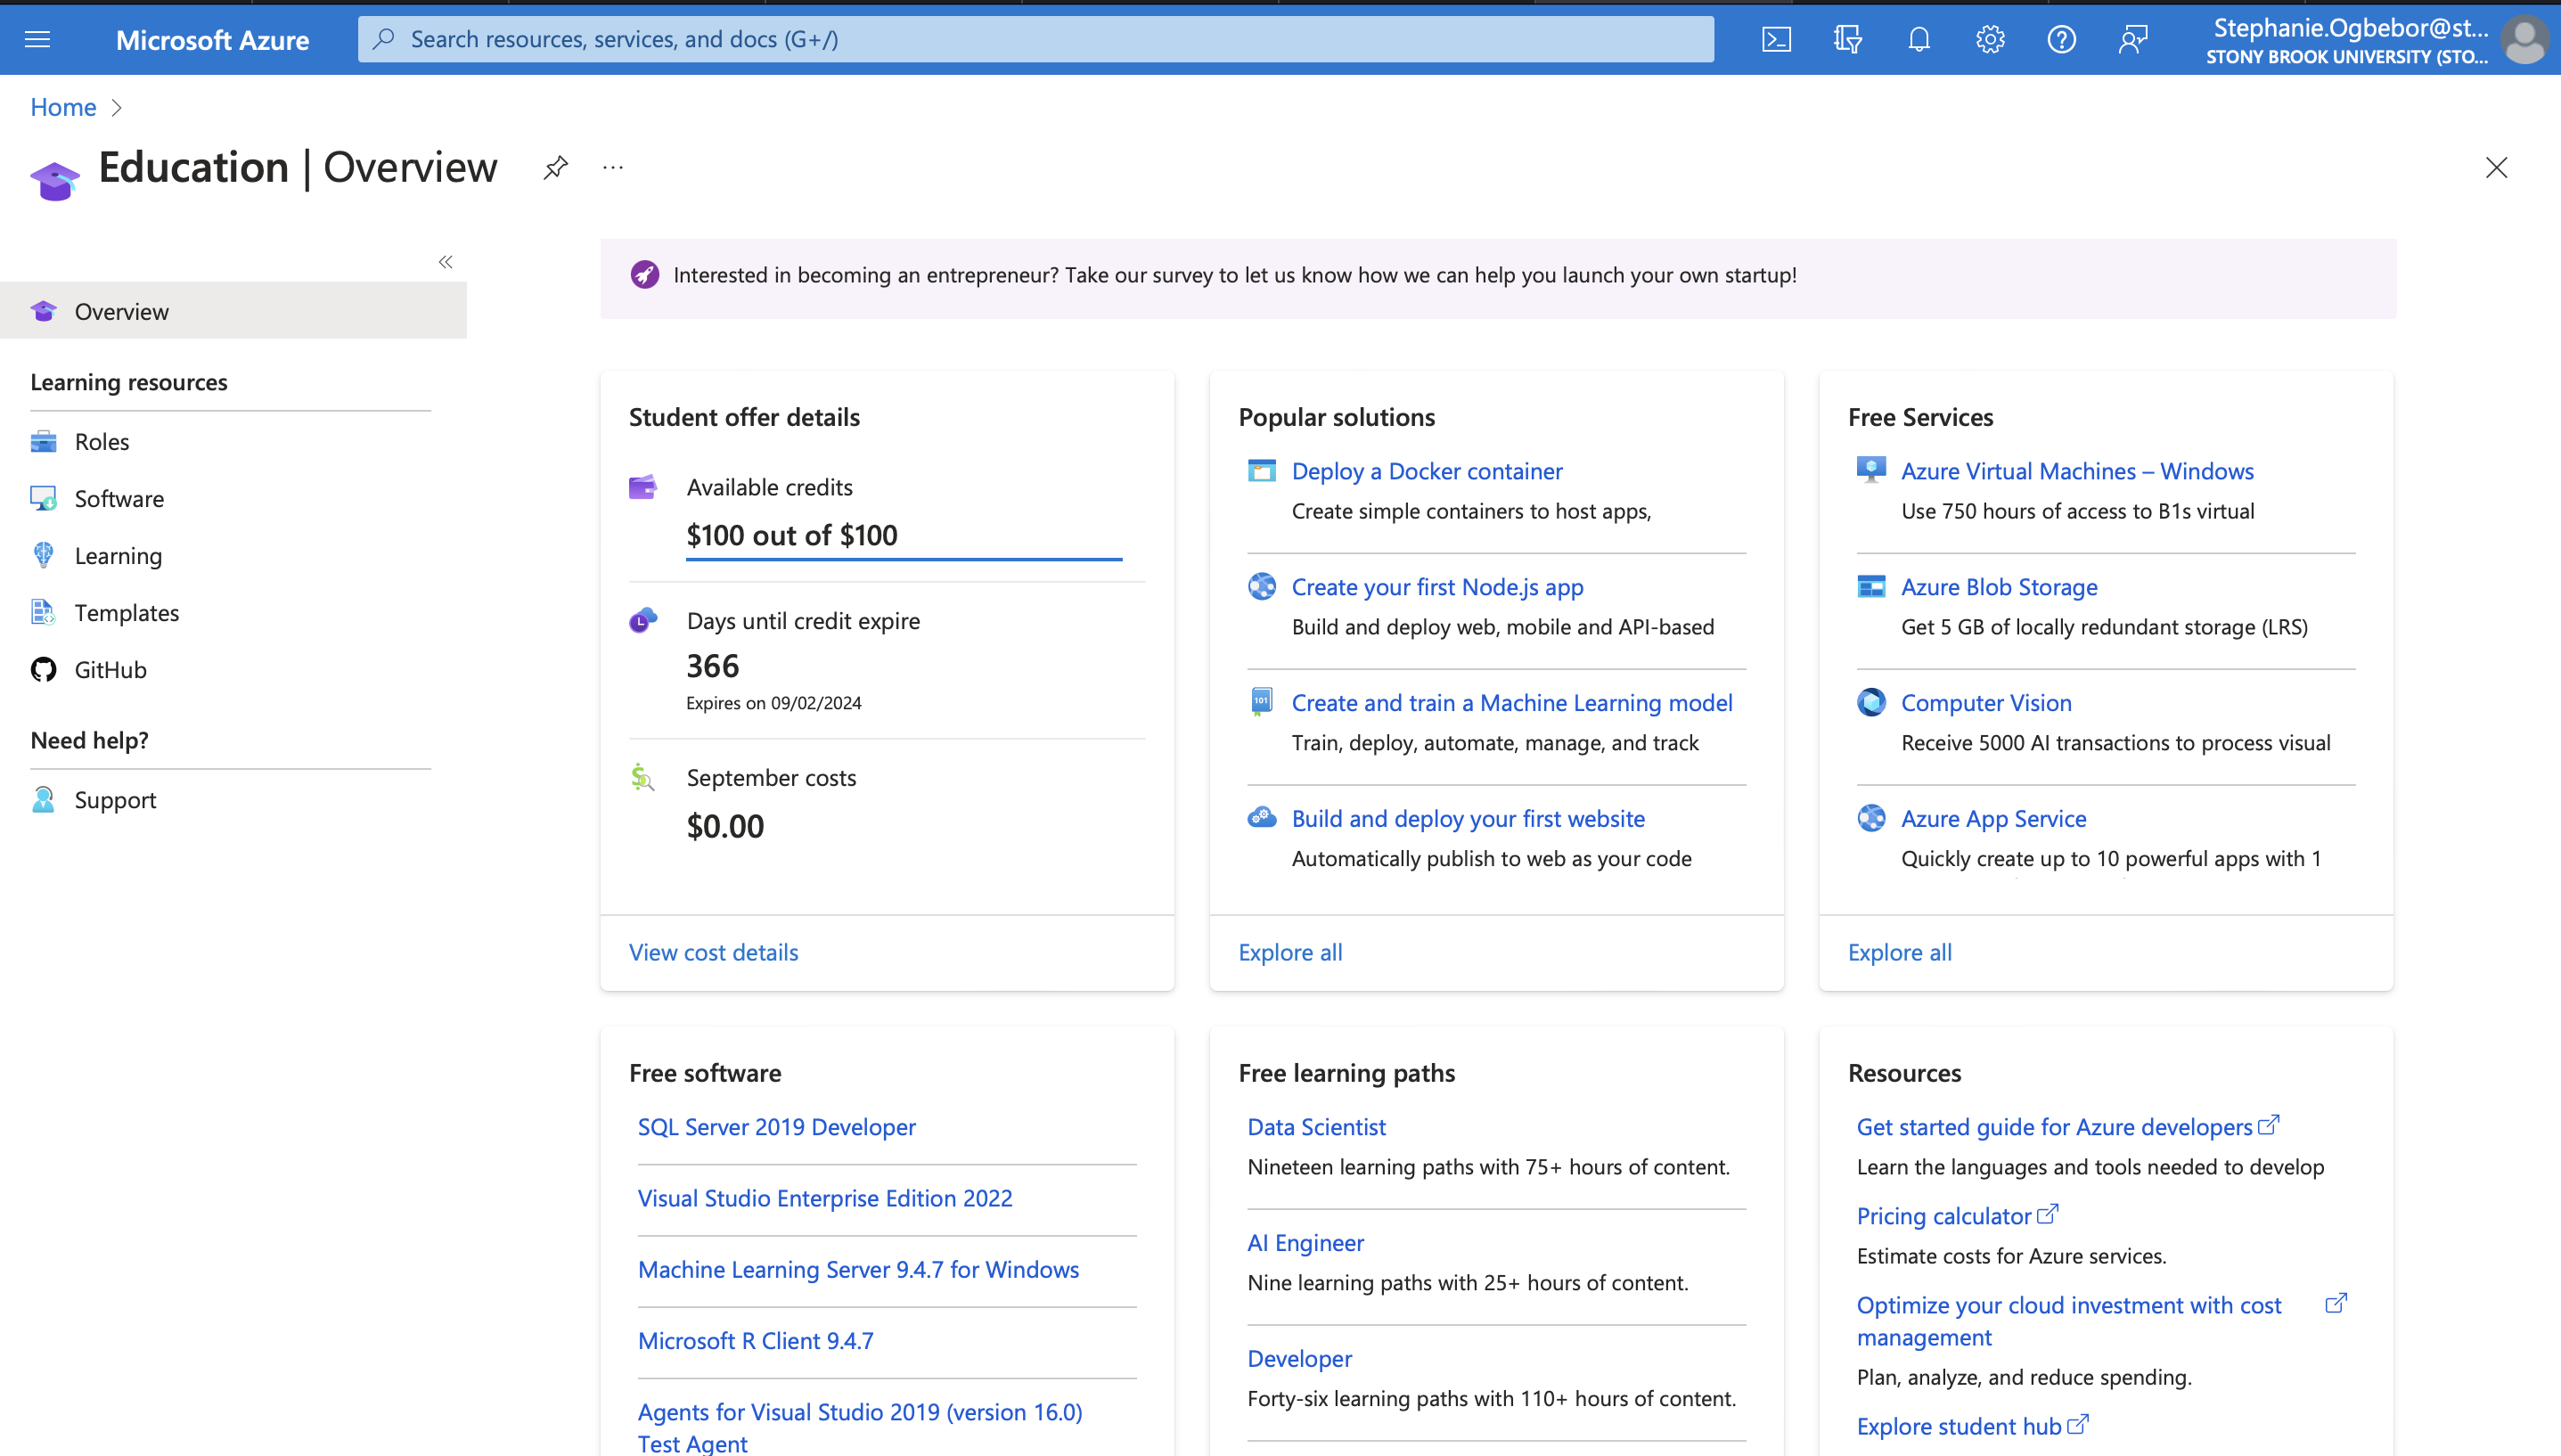 Microsoft Azure
Search resources, services, and docs (G+/)
Stephanie.Ogbebor@st...
STONY BROOK UNIVERSITY (STO...
Home
Education | Overview
Overview
Learning resources
Roles
Software
Learning
Templates
GitHub
Need help?
Support
Interested in becoming an entrepreneur? Take our survey to let us know how we can help you launch your own startup!
Student offer details
Available credits
$100 out of $100
Days until credit expire
366
Expires on 09/02/2024
September costs
$0.00
View cost details
Popular solutions
Deploy a Docker container
Create simple containers to host apps,
Create your first Node.js app
Build and deploy web, mobile and API-based
Create and train a Machine Learning model
Train, deploy, automate, manage, and track
Build and deploy your first website
Automatically publish to web as your code
Explore all
Free Services
Azure Virtual Machines – Windows
Use 750 hours of access to B1s virtual
Azure Blob Storage
Get 5 GB of locally redundant storage (LRS)
Computer Vision
Receive 5000 AI transactions to process visual
Azure App Service
Quickly create up to 10 powerful apps with 1
Explore all
Free software
SQL Server 2019 Developer
Visual Studio Enterprise Edition 2022
Machine Learning Server 9.4.7 for Windows
Microsoft R Client 9.4.7
Agents for Visual Studio 2019 (version 16.0)
Test Agent
Free learning paths
Data Scientist
Nineteen learning paths with 75+ hours of content.
AI Engineer
Nine learning paths with 25+ hours of content.
Developer
Forty-six learning paths with 110+ hours of content.
Resources
Get started guide for Azure developers
Learn the languages and tools needed to develop
Pricing calculator
Estimate costs for Azure services.
Optimize your cloud investment with cost
management
Plan, analyze, and reduce spending.
Explore student hub